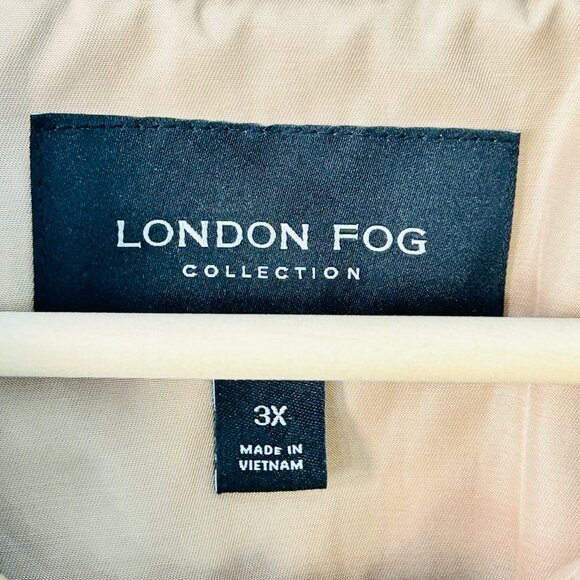 LONDON FOG
COLLECTION
3X
MADE IN
VIETNAM